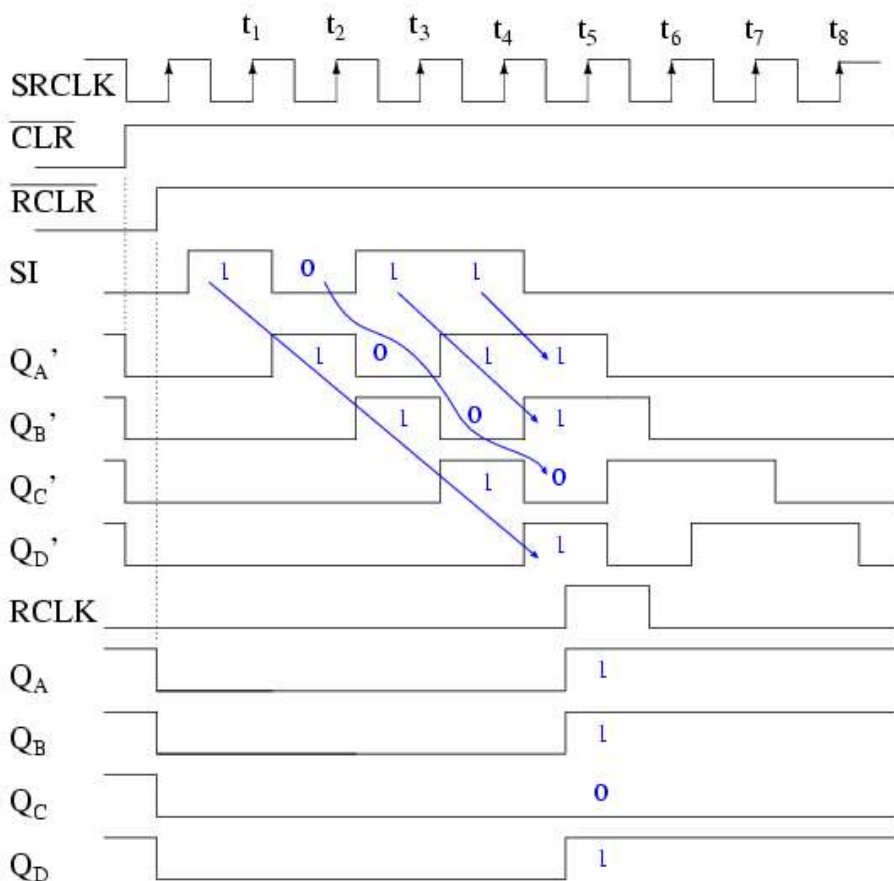 t1 t2 t3 t4 t5 t6 t7 t8
SRCLK
CLR
RCLR
SI 1 0 1 1
QA' 1 0 1 1
QB' 1 0 1
QC' 1 0
QD' 1
RCLK
QA 1
QB 1
QC 0
QD 1